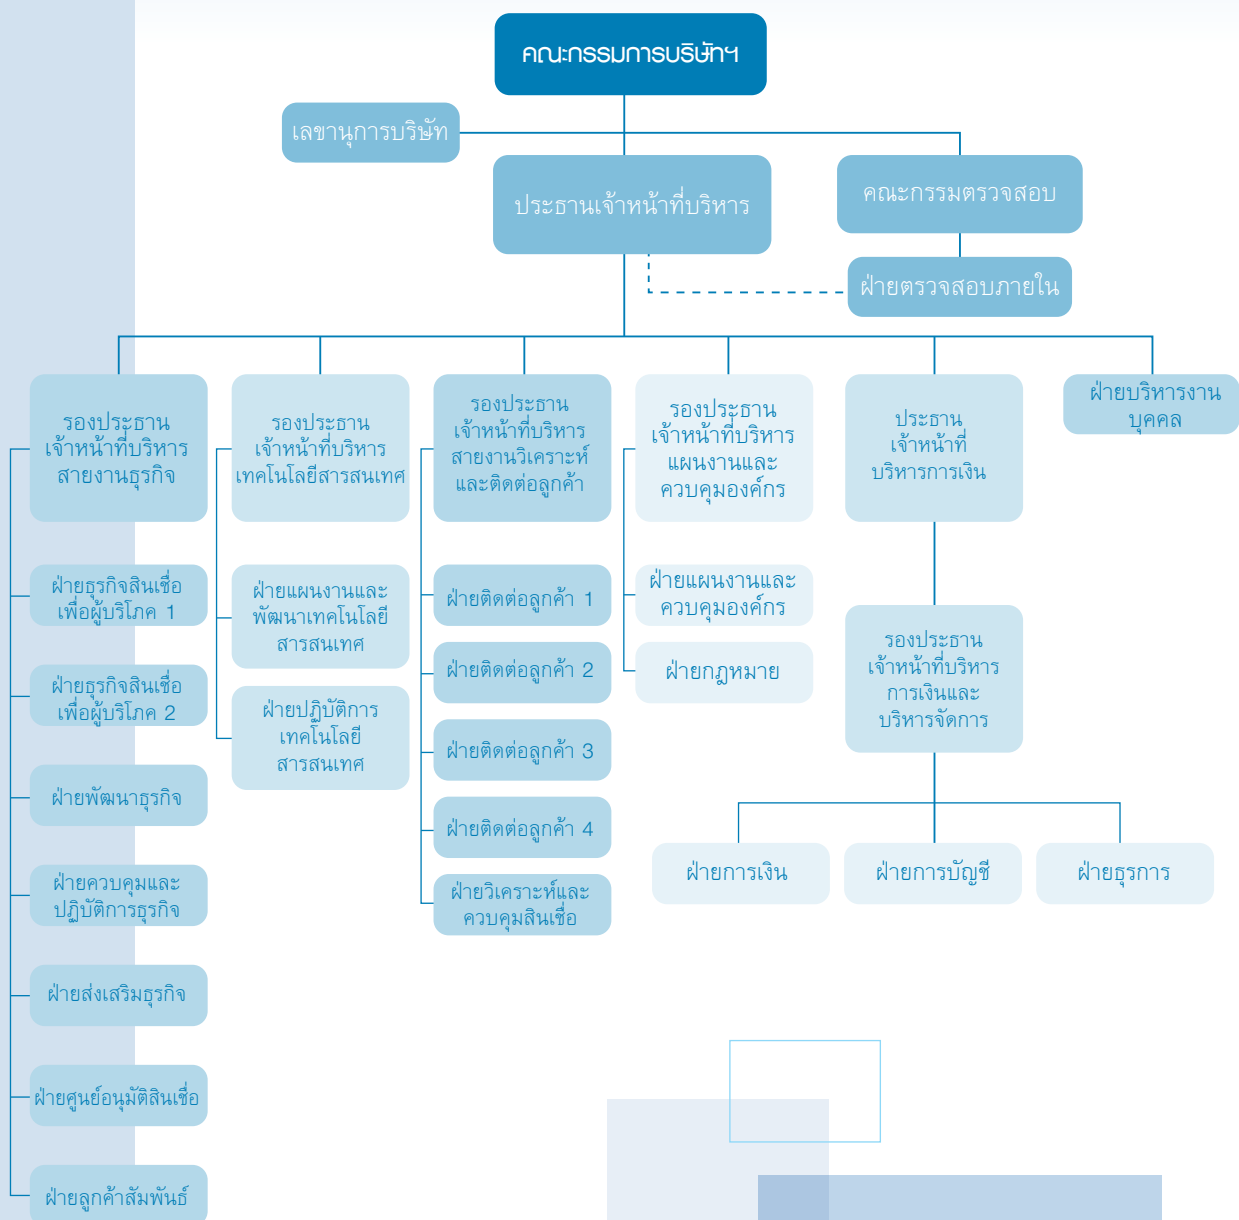 คณะกรรมการบริษัทฯ
เลขานุการบริษัท
ประธานเจ้าหน้าที่บริหาร
คณะกรรมตรวจสอบ
ฝ่ายตรวจสอบภายใน
รองประธาน
เจ้าหน้าที่บริหาร
สายงานธุรกิจ
ฝ่ายธุรกิจสินเชื่อ
เพื่อผู้บริโภค 1
ฝ่ายธุรกิจสินเชื่อ
เพื่อผู้บริโภค 2
ฝ่ายพัฒนาธุรกิจ
ฝ่ายควบคุมและ
ปฏิบัติการธุรกิจ
ฝ่ายส่งเสริมธุรกิจ
ฝ่ายศูนย์อนุมัติสินเชื่อ
ฝ่ายลูกค้าสัมพันธ์
รองประธาน
เจ้าหน้าที่บริหาร
เทคโนโลยีสารสนเทศ
ฝ่ายแผนงานและ
พัฒนาเทคโนโลยี
สารสนเทศ
ฝ่ายปฏิบัติการ
เทคโนโลยี
สารสนเทศ
รองประธาน
เจ้าหน้าที่บริหาร
สายงานวิเคราะห์
และติดต่อลูกค้า
ฝ่ายติดต่อลูกค้า 1
ฝ่ายติดต่อลูกค้า 2
ฝ่ายติดต่อลูกค้า 3
ฝ่ายติดต่อลูกค้า 4
ฝ่ายวิเคราะห์และ
ควบคุมสินเชื่อ
รองประธาน
เจ้าหน้าที่บริหาร
แผนงานและ
ควบคุมองค์กร
ฝ่ายแผนงานและ
ควบคุมองค์กร
ฝ่ายกฎหมาย
ประธาน
เจ้าหน้าที่
บริหารการเงิน
รองประธาน
เจ้าหน้าที่บริหาร
การเงินและ
บริหารจัดการ
ฝ่ายการเงิน
ฝ่ายการบัญชี
ฝ่ายธุรการ
ฝ่ายบริหารงาน
บุคคล